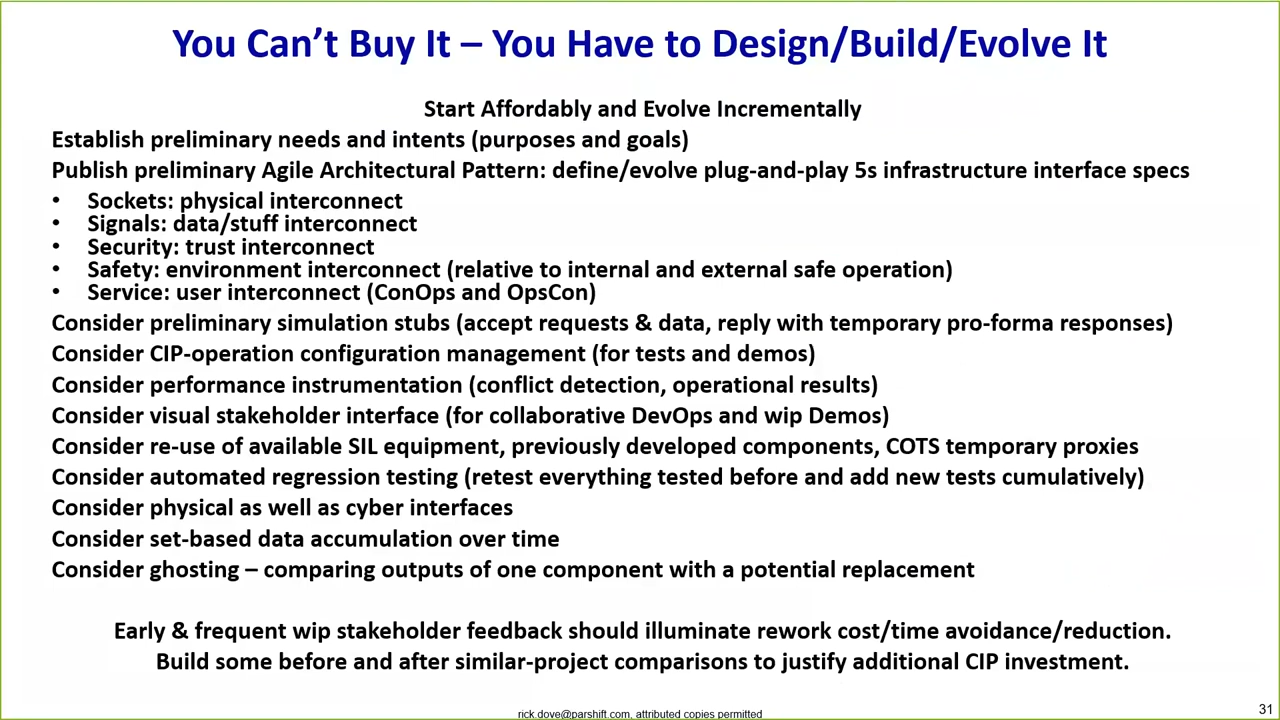 You Can't Buy It – You Have to Design/Build/Evolve It
Start Affordably and Evolve Incrementally
Establish preliminary needs and intents (purposes and goals)
Publish preliminary Agile Architectural Pattern: define/evolve plug-and-play 5s infrastructure interface specs
• Sockets: physical interconnect
• Signals: data/stuff interconnect
• Security: trust interconnect
• Safety: environment interconnect (relative to internal and external safe operation)
• Service: user interconnect (ConOps and OpsCon)
Consider preliminary simulation stubs (accept requests & data, reply with temporary pro-forma responses)
Consider CIP-operation configuration management (for tests and demos)
Consider performance instrumentation (conflict detection, operational results)
Consider visual stakeholder interface (for collaborative DevOps and wip Demos)
Consider re-use of available SIL equipment, previously developed components, COTS temporary proxies
Consider automated regression testing (retest everything tested before and add new tests cumulatively)
Consider physical as well as cyber interfaces
Consider set-based data accumulation over time
Consider ghosting – comparing outputs of one component with a potential replacement
Early & frequent wip stakeholder feedback should illuminate rework cost/time avoidance/reduction.
Build some before and after similar-project comparisons to justify additional CIP investment.
rick.dove@parshift.com, attributed copies permitted
31